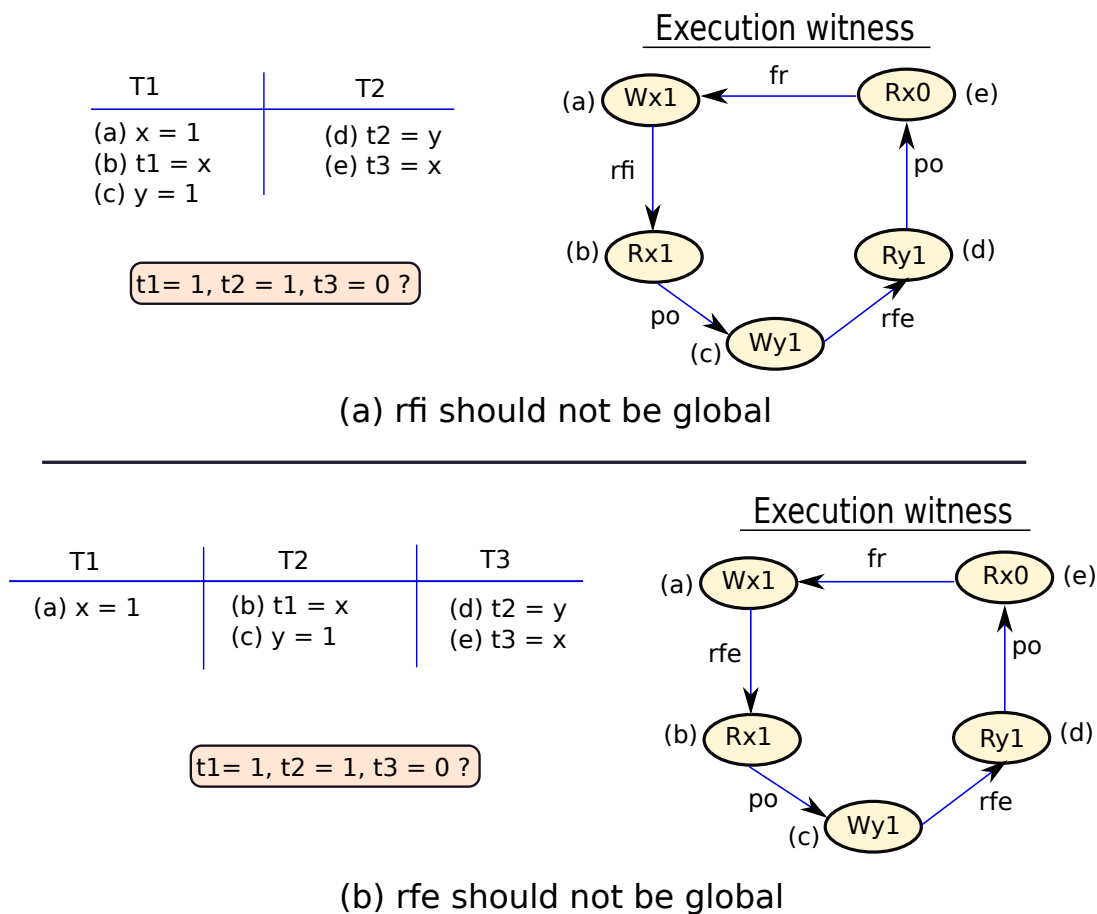 Execution witness
T1 T2
(a) x = 1 (d) t2 = y
(b) t1 = x (e) t3 = x
(c) y = 1
t1= 1, t2 = 1, t3 = 0 ?
(a) Wx1 fr Rx0 (e)
rfi po
(b) Rx1 Ry1 (d)
po rfe
(c) Wy1
(a) rfi should not be global
Execution witness
T1 T2 T3
(a) x = 1 (b) t1 = x (d) t2 = y
(c) y = 1 (e) t3 = x
t1= 1, t2 = 1, t3 = 0 ?
(a) Wx1 fr Rx0 (e)
rfe po
(b) Rx1 Ry1 (d)
po rfe
(c) Wy1
(b) rfe should not be global